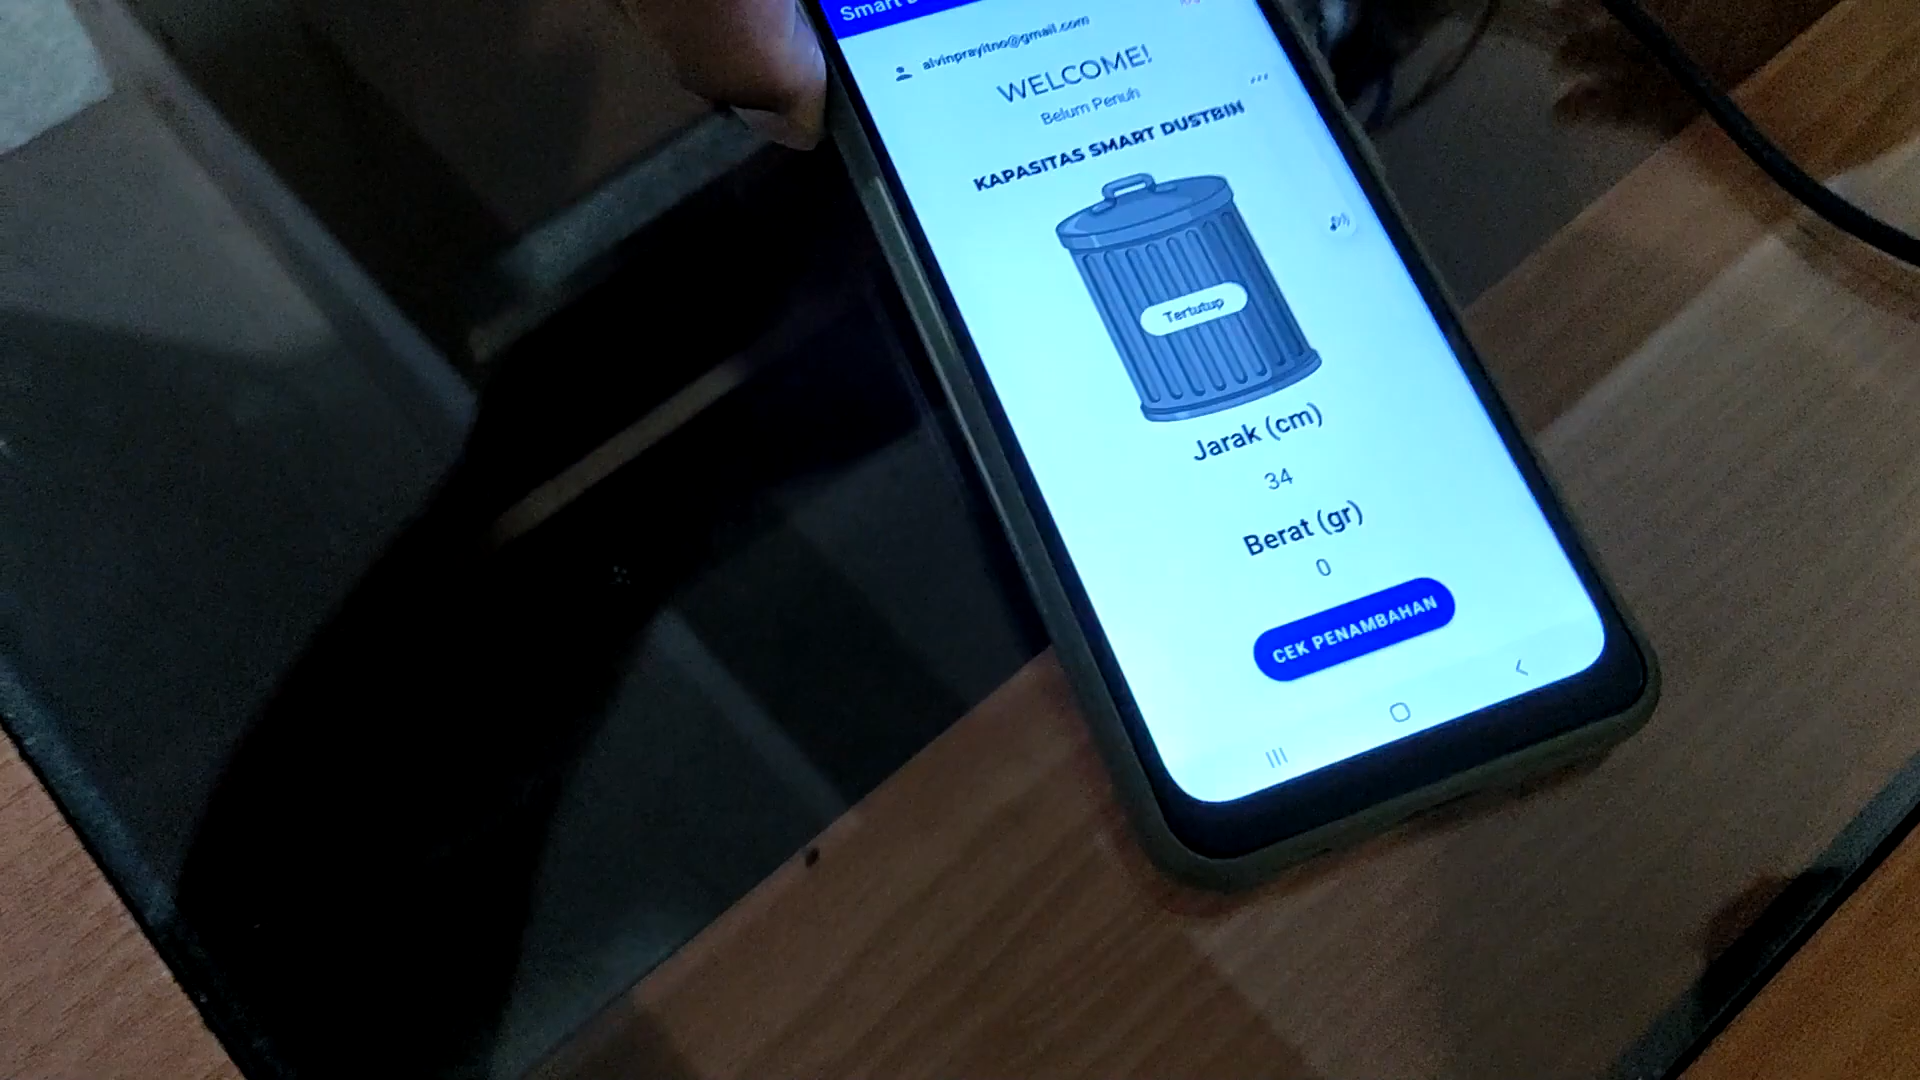 Smart
alvinprayitno@gmail.com
WELCOME!
Belum Penuh
KAPASITAS SMART DUSTBIN
Tertutup
Jarak (cm)
34
Berat (gr)
0
CEK PENAMBAHAN